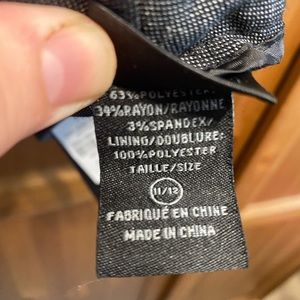 63% POLYESTER/
34%RAYON/RAYONNE
3%SPANDEX/
LINING/DOUBLURE:
100%POLYESTER
TAILLE/SIZE
11/12
FABRIQUÉ EN CHINE
MADE IN CHINA